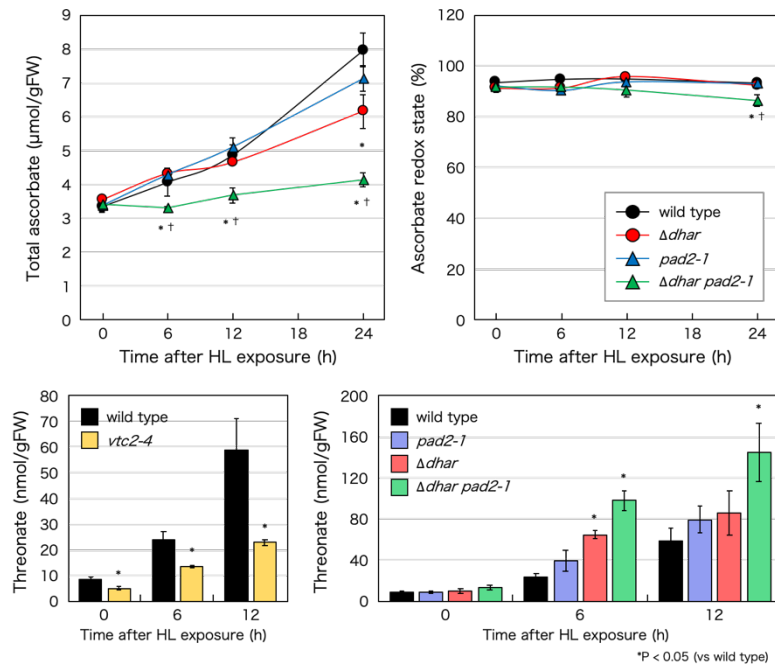 9
8
7
6
5
4
3
2
1
0
Total ascorbate (μmol/gFW)
* †
* †
*
* †
0 6 12 18 24
Time after HL exposure (h)
120
100
80
60
40
20
0
Ascorbate redox state (%)
* †
wild type
Δdhar
pad2-1
Δdhar pad2-1
0 6 12 18 24
Time after HL exposure (h)
80
70
60
50
40
30
20
10
0
Threonate (nmol/gFW)
wild type
vtc2-4
*
*
*
0 6 12
Time after HL exposure (h)
200
160
120
80
40
0
Threonate (nmol/gFW)
wild type
pad2-1
Δdhar
Δdhar pad2-1
*
*
*
0 6 12
Time after HL exposure (h)
*P < 0.05 (vs wild type)